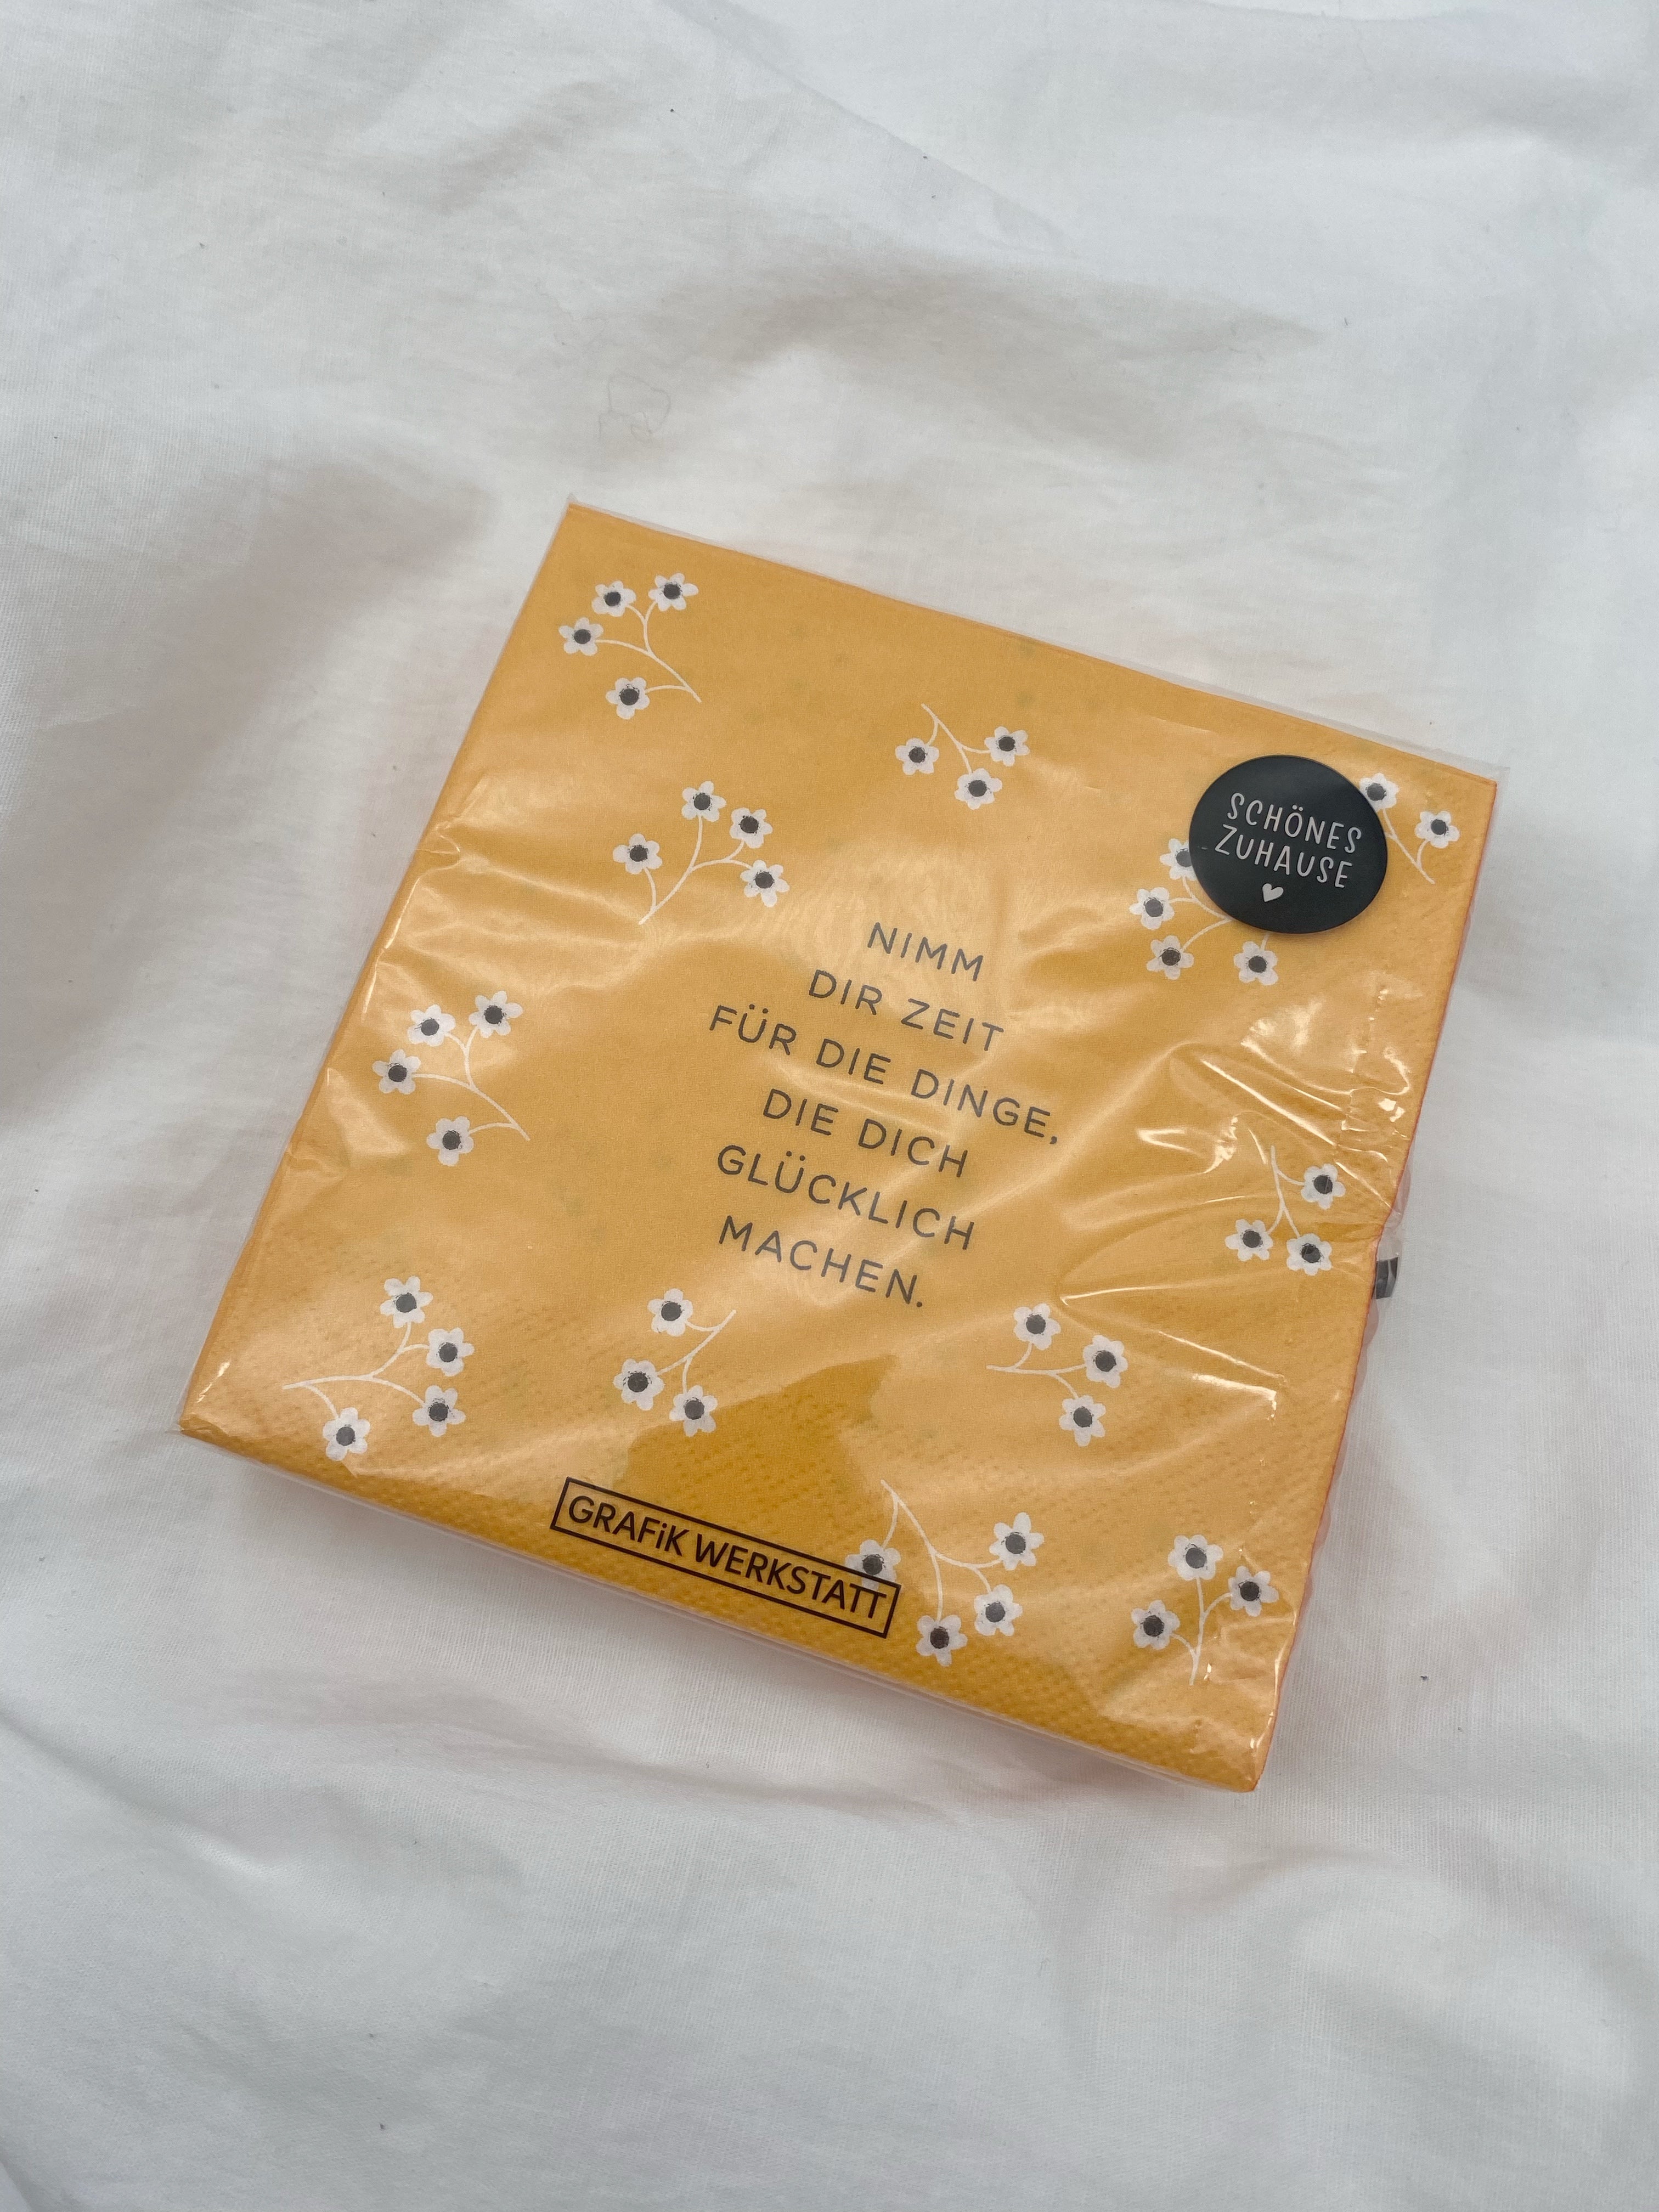 SCHÖNES
ZUHAUSE
NIMM
DIR ZEIT
FÜR DIE DINGE,
DIE DICH
GLÜCKLICH
MACHEN.
GRAFiK WERKSTATT